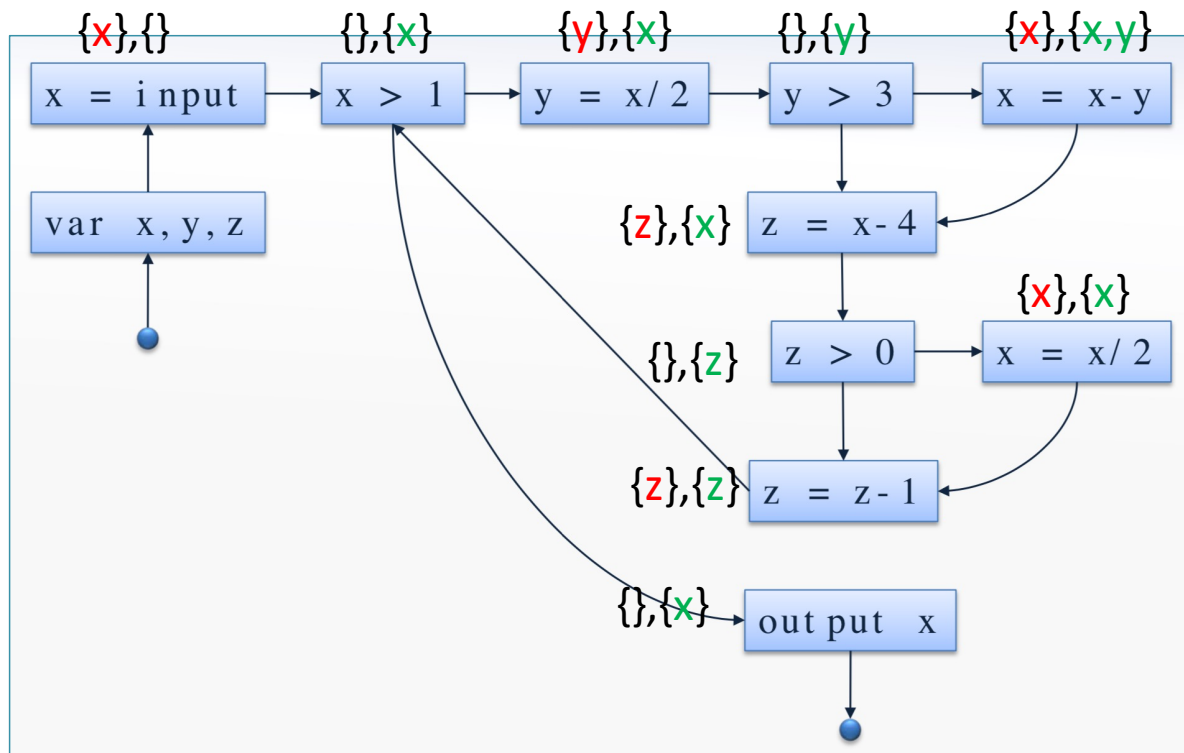 {x},{} {},{x} {y},{x} {},{y} {x},{x,y}
x = input x > 1 y = x/2 y > 3 x = x-y
var x,y,z {z},{x} z = x-4
{x},{x}
{},{z} z > 0 x = x/2
{z},{z} z = z-1
{},{x} output x